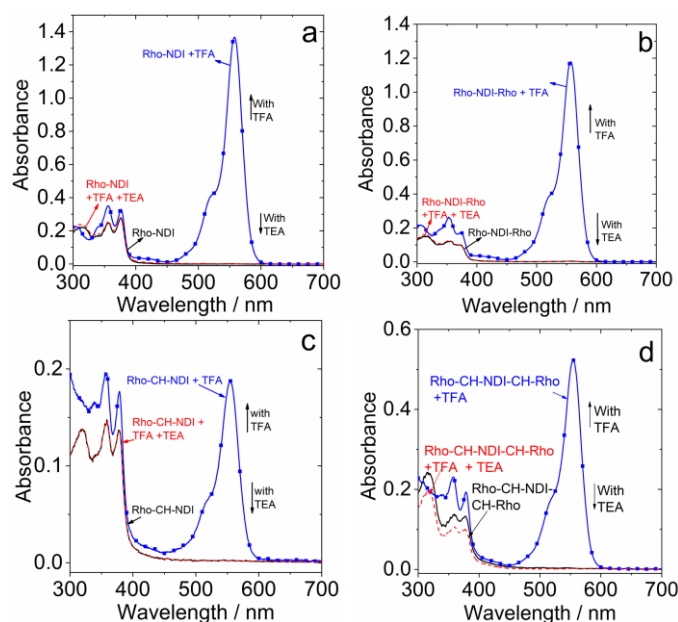 a
Absorbance
1.4
1.2
1.0
0.8
0.6
0.4
0.2
0.0
Rho-NDI +TFA
With
TFA
Rho-NDI
+TFA +TEA
Rho-NDI
With
TEA
300 400 500 600 700
Wavelength / nm
b
Absorbance
1.4
1.2
1.0
0.8
0.6
0.4
0.2
0.0
Rho-NDI-Rho + TFA
With
TFA
Rho-NDI-Rho
+TFA + TEA
Rho-NDI-Rho
With
TEA
300 400 500 600 700
Wavelength / nm
c
Absorbance
0.2
0.1
0.0
Rho-CH-NDI + TFA
with
TFA
Rho-CH-NDI +
TFA +TEA
Rho-CH-NDI
with
TEA
300 400 500 600 700
Wavelength / nm
d
Absorbance
0.6
0.4
0.2
0.0
Rho-CH-NDI-CH-Rho
+TFA
With
TFA
Rho-CH-NDI-CH-Rho
+TFA + TEA
Rho-CH-NDI-
CH-Rho
With
TEA
300 400 500 600 700
Wavelength / nm